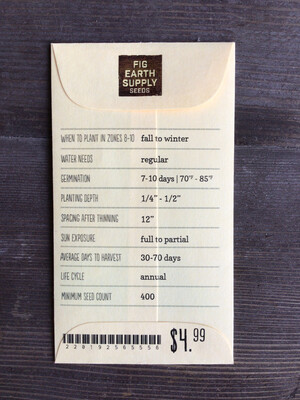 FIG
EARTH
SUPPLY
SEEDS
WHEN TO PLANT IN ZONES 8-10 fall to winter
WATER NEEDS regular
GERMINATION 7-10 days | 70°F - 85°F
PLANTING DEPTH 1/4" - 1/2"
SPACING AFTER THINNING 12"
SUN EXPOSURE full to partial
AVERAGE DAYS TO HARVEST 30-70 days
LIFE CYCLE annual
MINIMUM SEED COUNT 400
$4.99